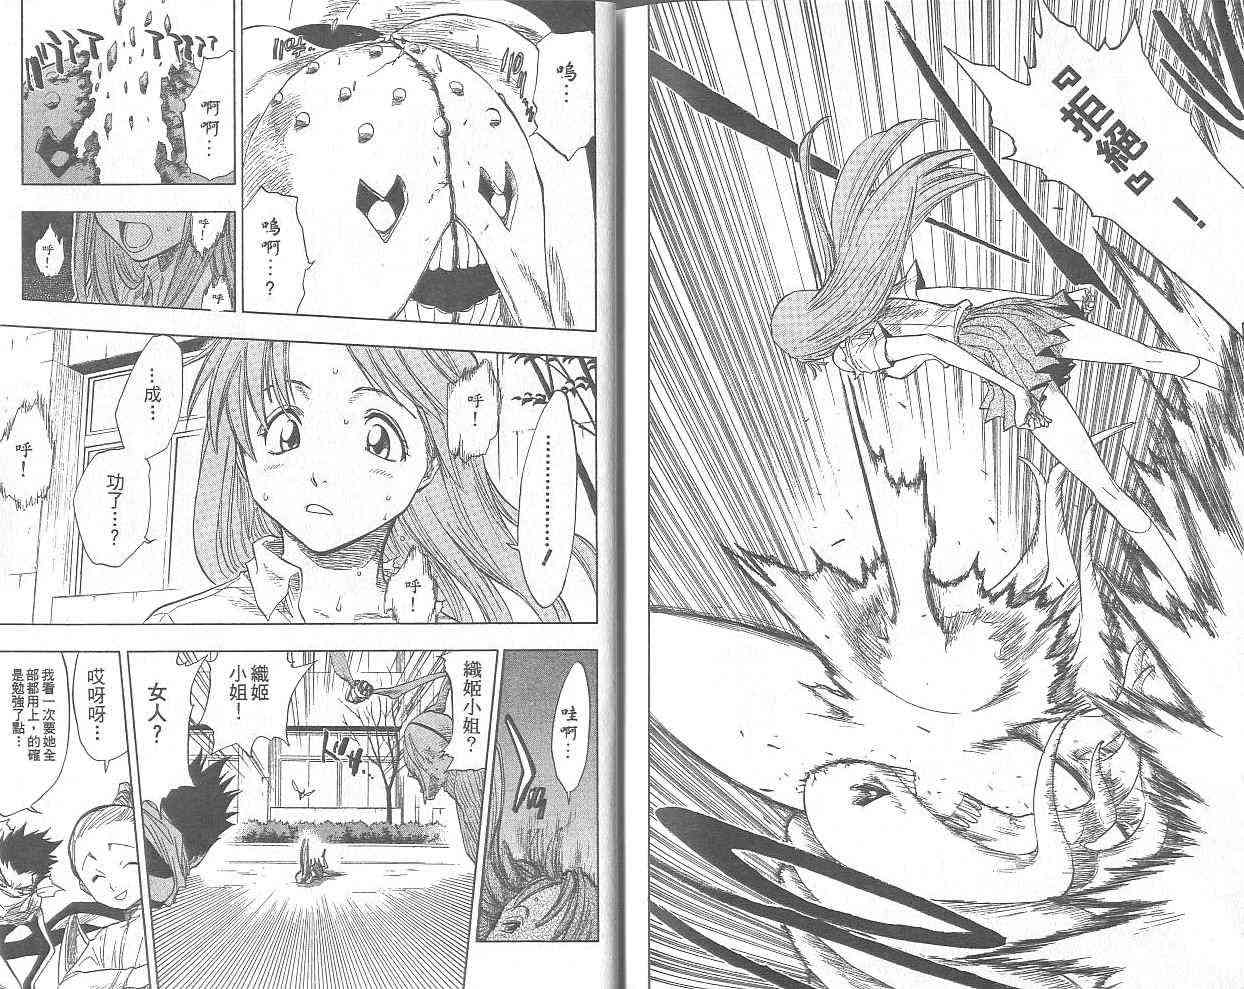 『拒絕』！
嗚…
嗚啊…？
啊啊…
呼！
呼！
呼！
呼！
…………
…成…
功了…？
呼！
呼！
哇啊…
織姬小姐？
織姬
小姐！
女人？
哎呀呀…
我看一次要她全
部都用上，的確
是勉強了點…